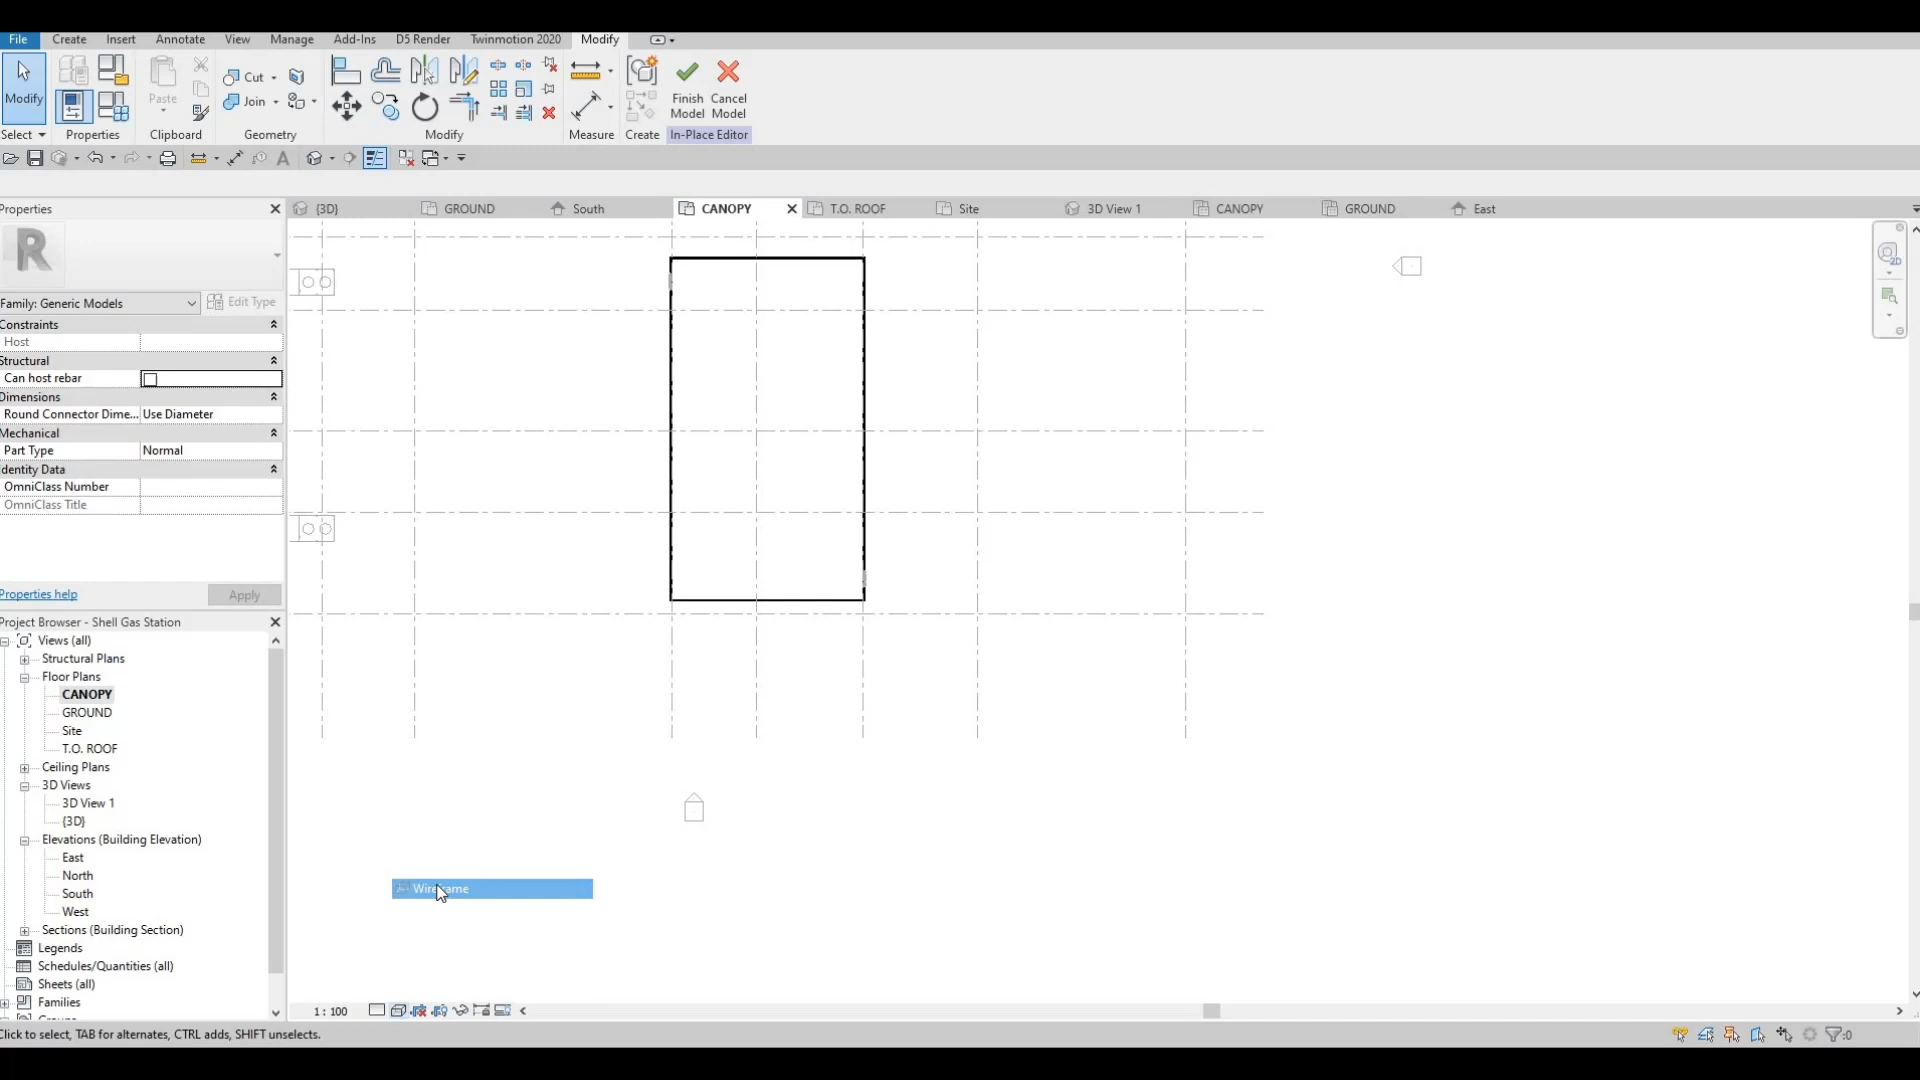 File Create Insert Annotate View Manage Add-Ins D5 Render Twinmotion 2020 Modify
Modify Paste Cut Join Finish Model Cancel Model
Select Properties Clipboard Geometry Modify Measure Create In-Place Editor
Properties
{3D} GROUND South CANOPY T.O. ROOF Site 3D View 1 CANOPY GROUND East
R
2D
Family: Generic Models Edit Type
Constraints
Host
Structural
Can host rebar
Dimensions
Round Connector Dime... Use Diameter
Mechanical
Part Type Normal
Identity Data
OmniClass Number
OmniClass Title
Properties help Apply
Project Browser - Shell Gas Station
Views (all)
Structural Plans
Floor Plans
CANOPY
GROUND
Site
T.O. ROOF
Ceiling Plans
3D Views
3D View 1
{3D}
Elevations (Building Elevation)
East
North
South
West
Sections (Building Section)
Legends
Schedules/Quantities (all)
Sheets (all)
Families
Wireframe
1 : 100
Click to select, TAB for alternates, CTRL adds, SHIFT unselects.
:0